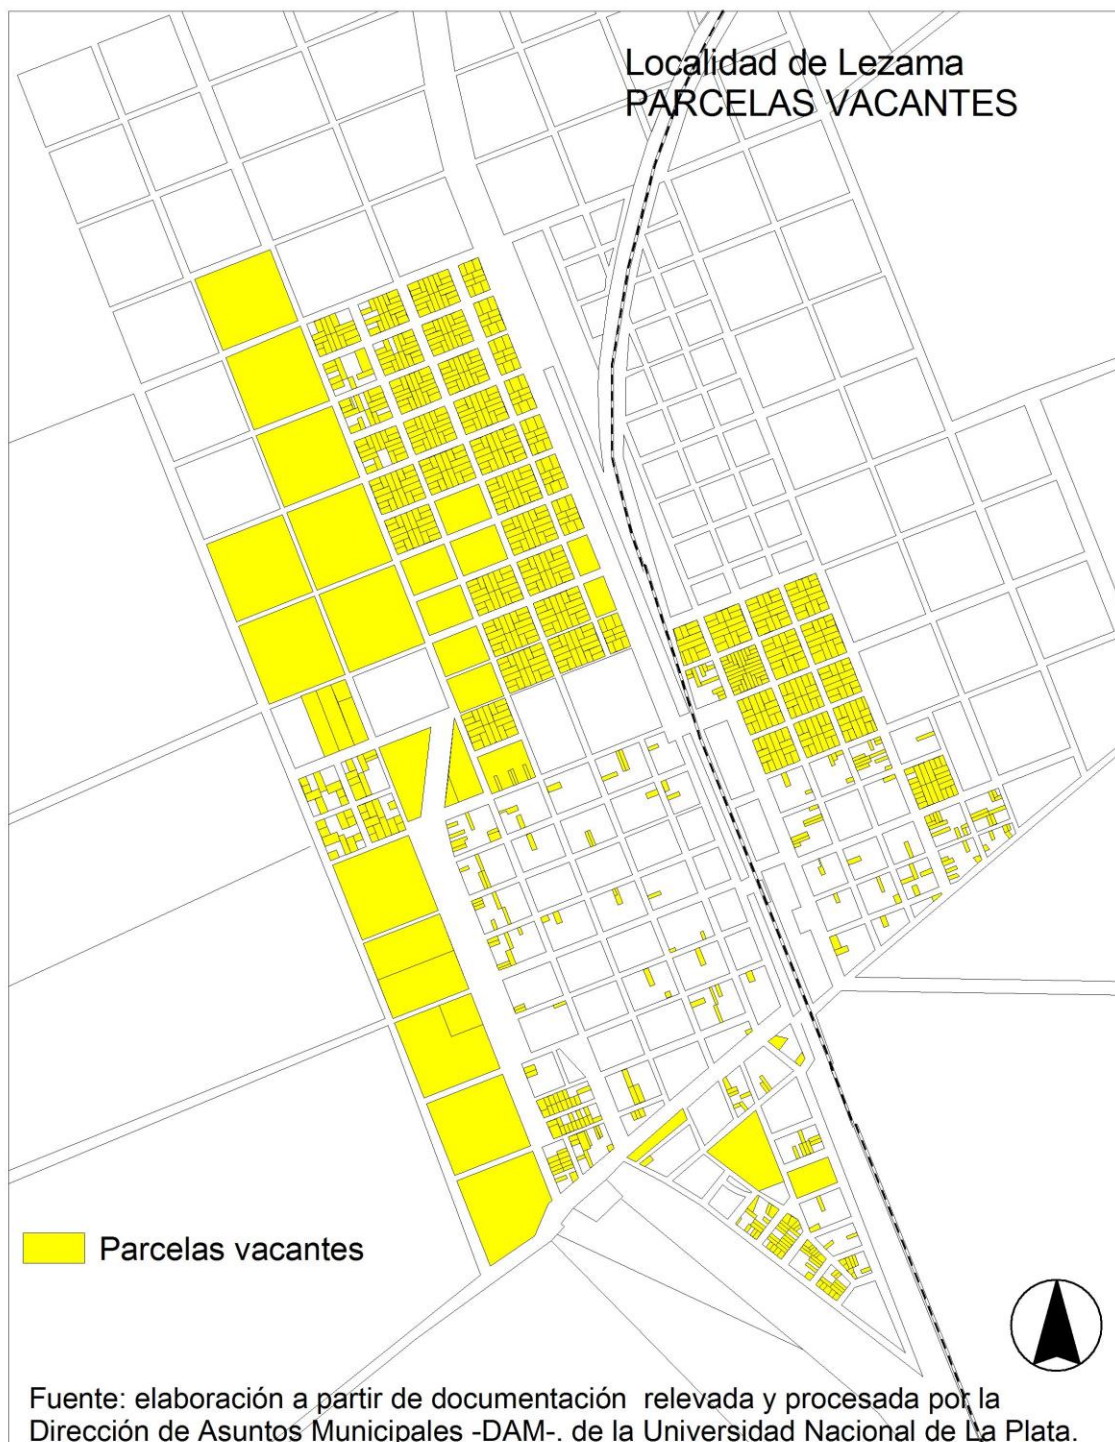 Localidad de Lezama
PARCELAS VACANTES
Parcelas vacantes
Fuente: elaboración a partir de documentación relevada y procesada por la
Dirección de Asuntos Municipales -DAM-. de la Universidad Nacional de La Plata.